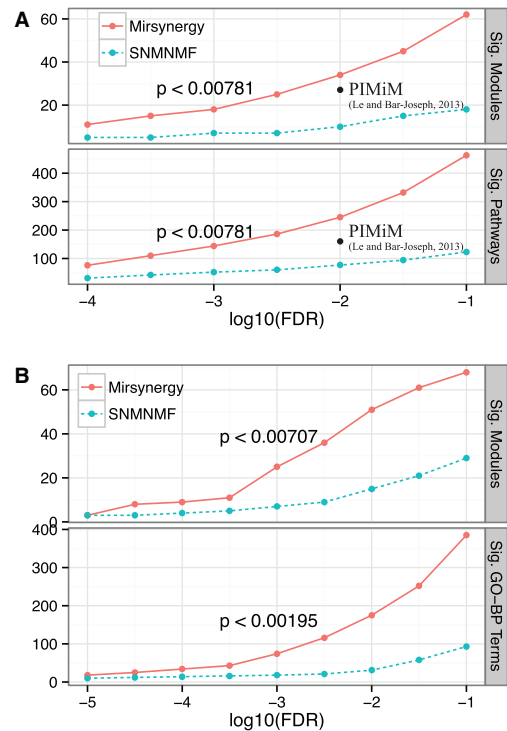 A
Mirsynergy
SNMNMF
60
40
20
p < 0.00781
PIMiM
(Le and Bar-Joseph, 2013)
Sig. Modules
400
300
200
100
p < 0.00781
PIMiM
(Le and Bar-Joseph, 2013)
Sig. Pathways
−4 −3 −2 −1
log10(FDR)
B
Mirsynergy
SNMNMF
60
40
20
0
p < 0.00707
Sig. Modules
400
300
200
100
0
p < 0.00195
Sig. GO−BP Terms
−5 −4 −3 −2 −1
log10(FDR)